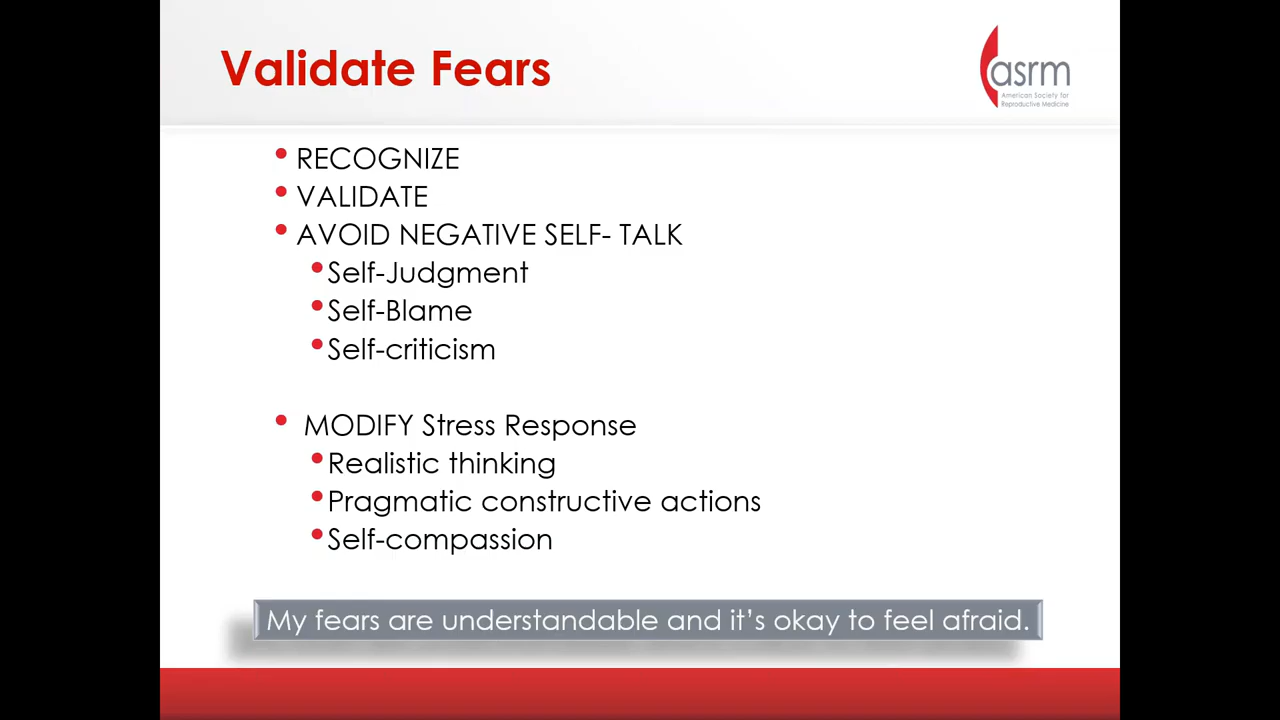 Validate Fears
asrm
American Society for
Reproductive Medicine
• RECOGNIZE
• VALIDATE
• AVOID NEGATIVE SELF- TALK
• Self-Judgment
• Self-Blame
• Self-criticism
• MODIFY Stress Response
• Realistic thinking
• Pragmatic constructive actions
• Self-compassion
My fears are understandable and it’s okay to feel afraid.